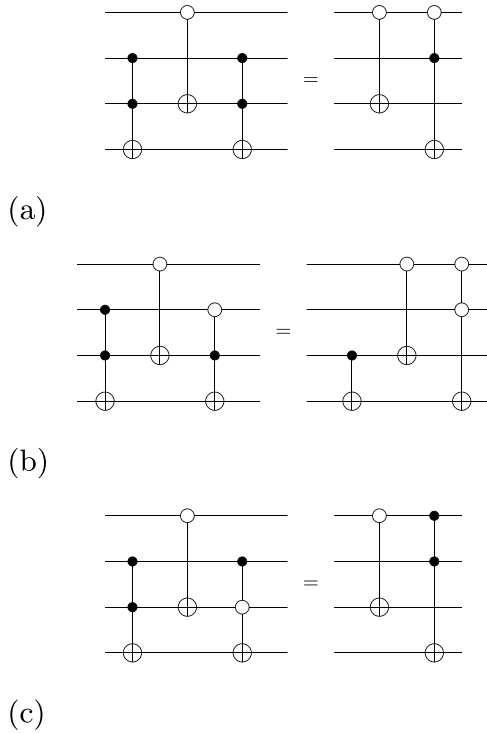 =
(a)
=
(b)
=
(c)